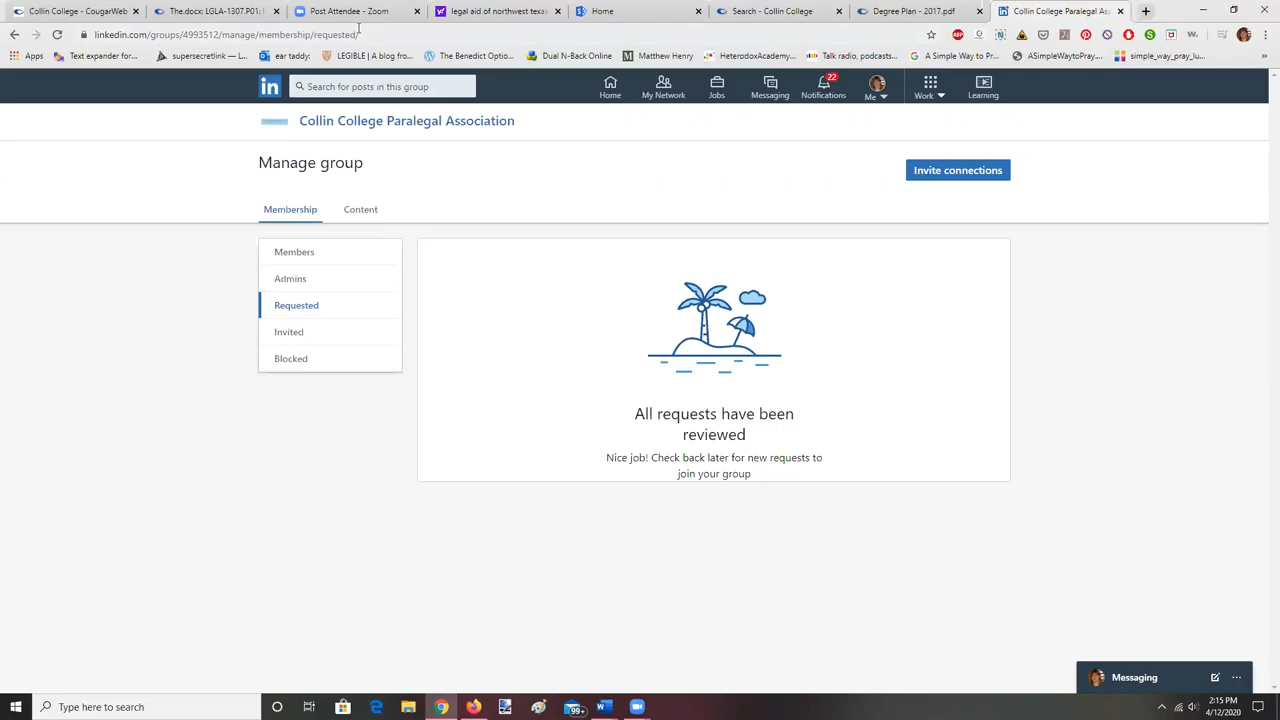 Collin College - CougarWeb
The.docx: LGLA-1307.P01:
Post Attendee - Zoom
legal aid of northwest texa
Home
Search - Collin College
Degree Plan - 2017.pdf
Collin College Paralegal As
linkedin.com/groups/4993512/manage/membership/requested/
Apps
Text expander for...
supersecretlink — I...
ear taddy:
LEGIBLE | A blog fro...
The Benedict Optio...
Dual N-Back Online
Matthew Henry
HeterodoxAcademy...
Talk radio, podcasts...
A Simple Way to Pr...
ASimpleWaytoPray...
simple_way_pray_lu...
in
Search for posts in this group
Home
My Network
Jobs
Messaging
22
Notifications
Me
Work
Learning
Collin College Paralegal Association
Manage group
Invite connections
Membership
Content
Members
Admins
Requested
Invited
Blocked
All requests have been
reviewed
Nice job! Check back later for new requests to
join your group
Messaging
Type here to search
99+
2:15 PM
4/12/2020